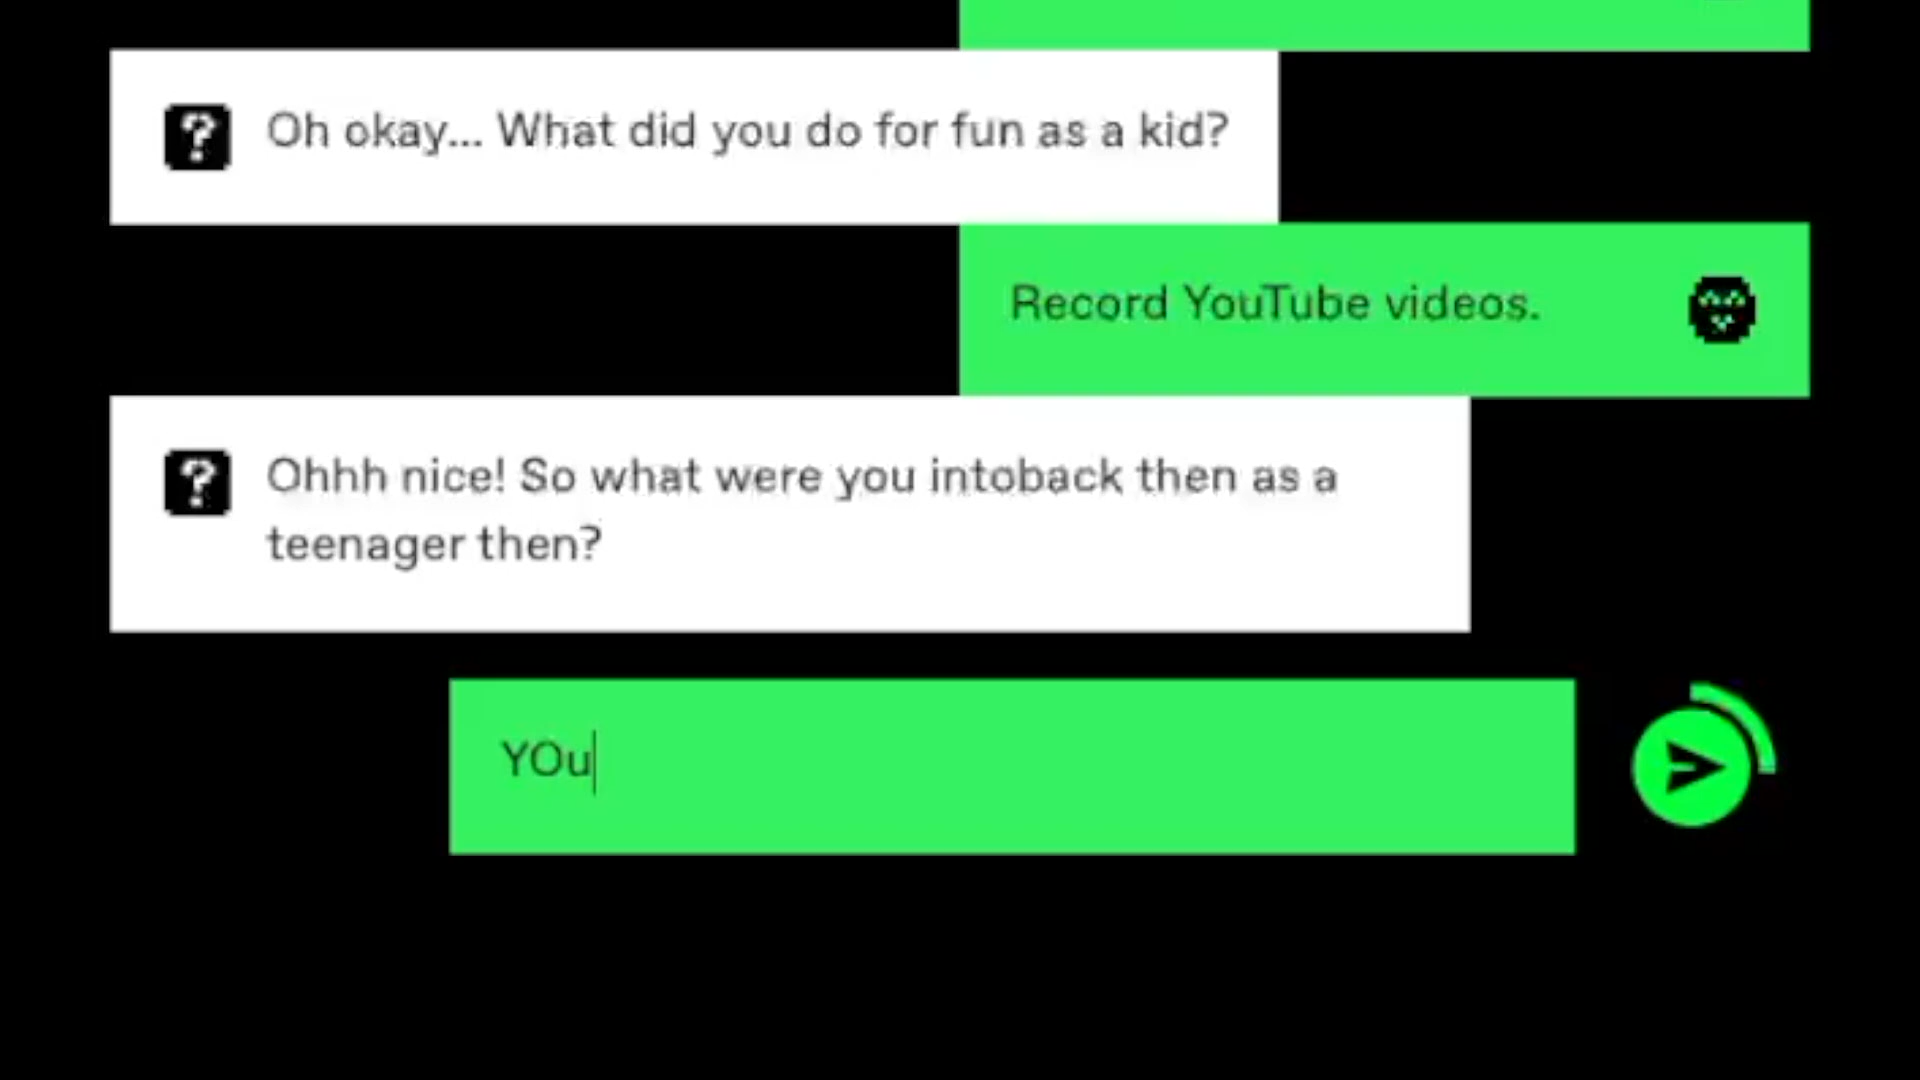 Oh okay... What did you do for fun as a kid?
Record YouTube videos.
Ohhh nice! So what were you intoback then as a
teenager then?
YOu